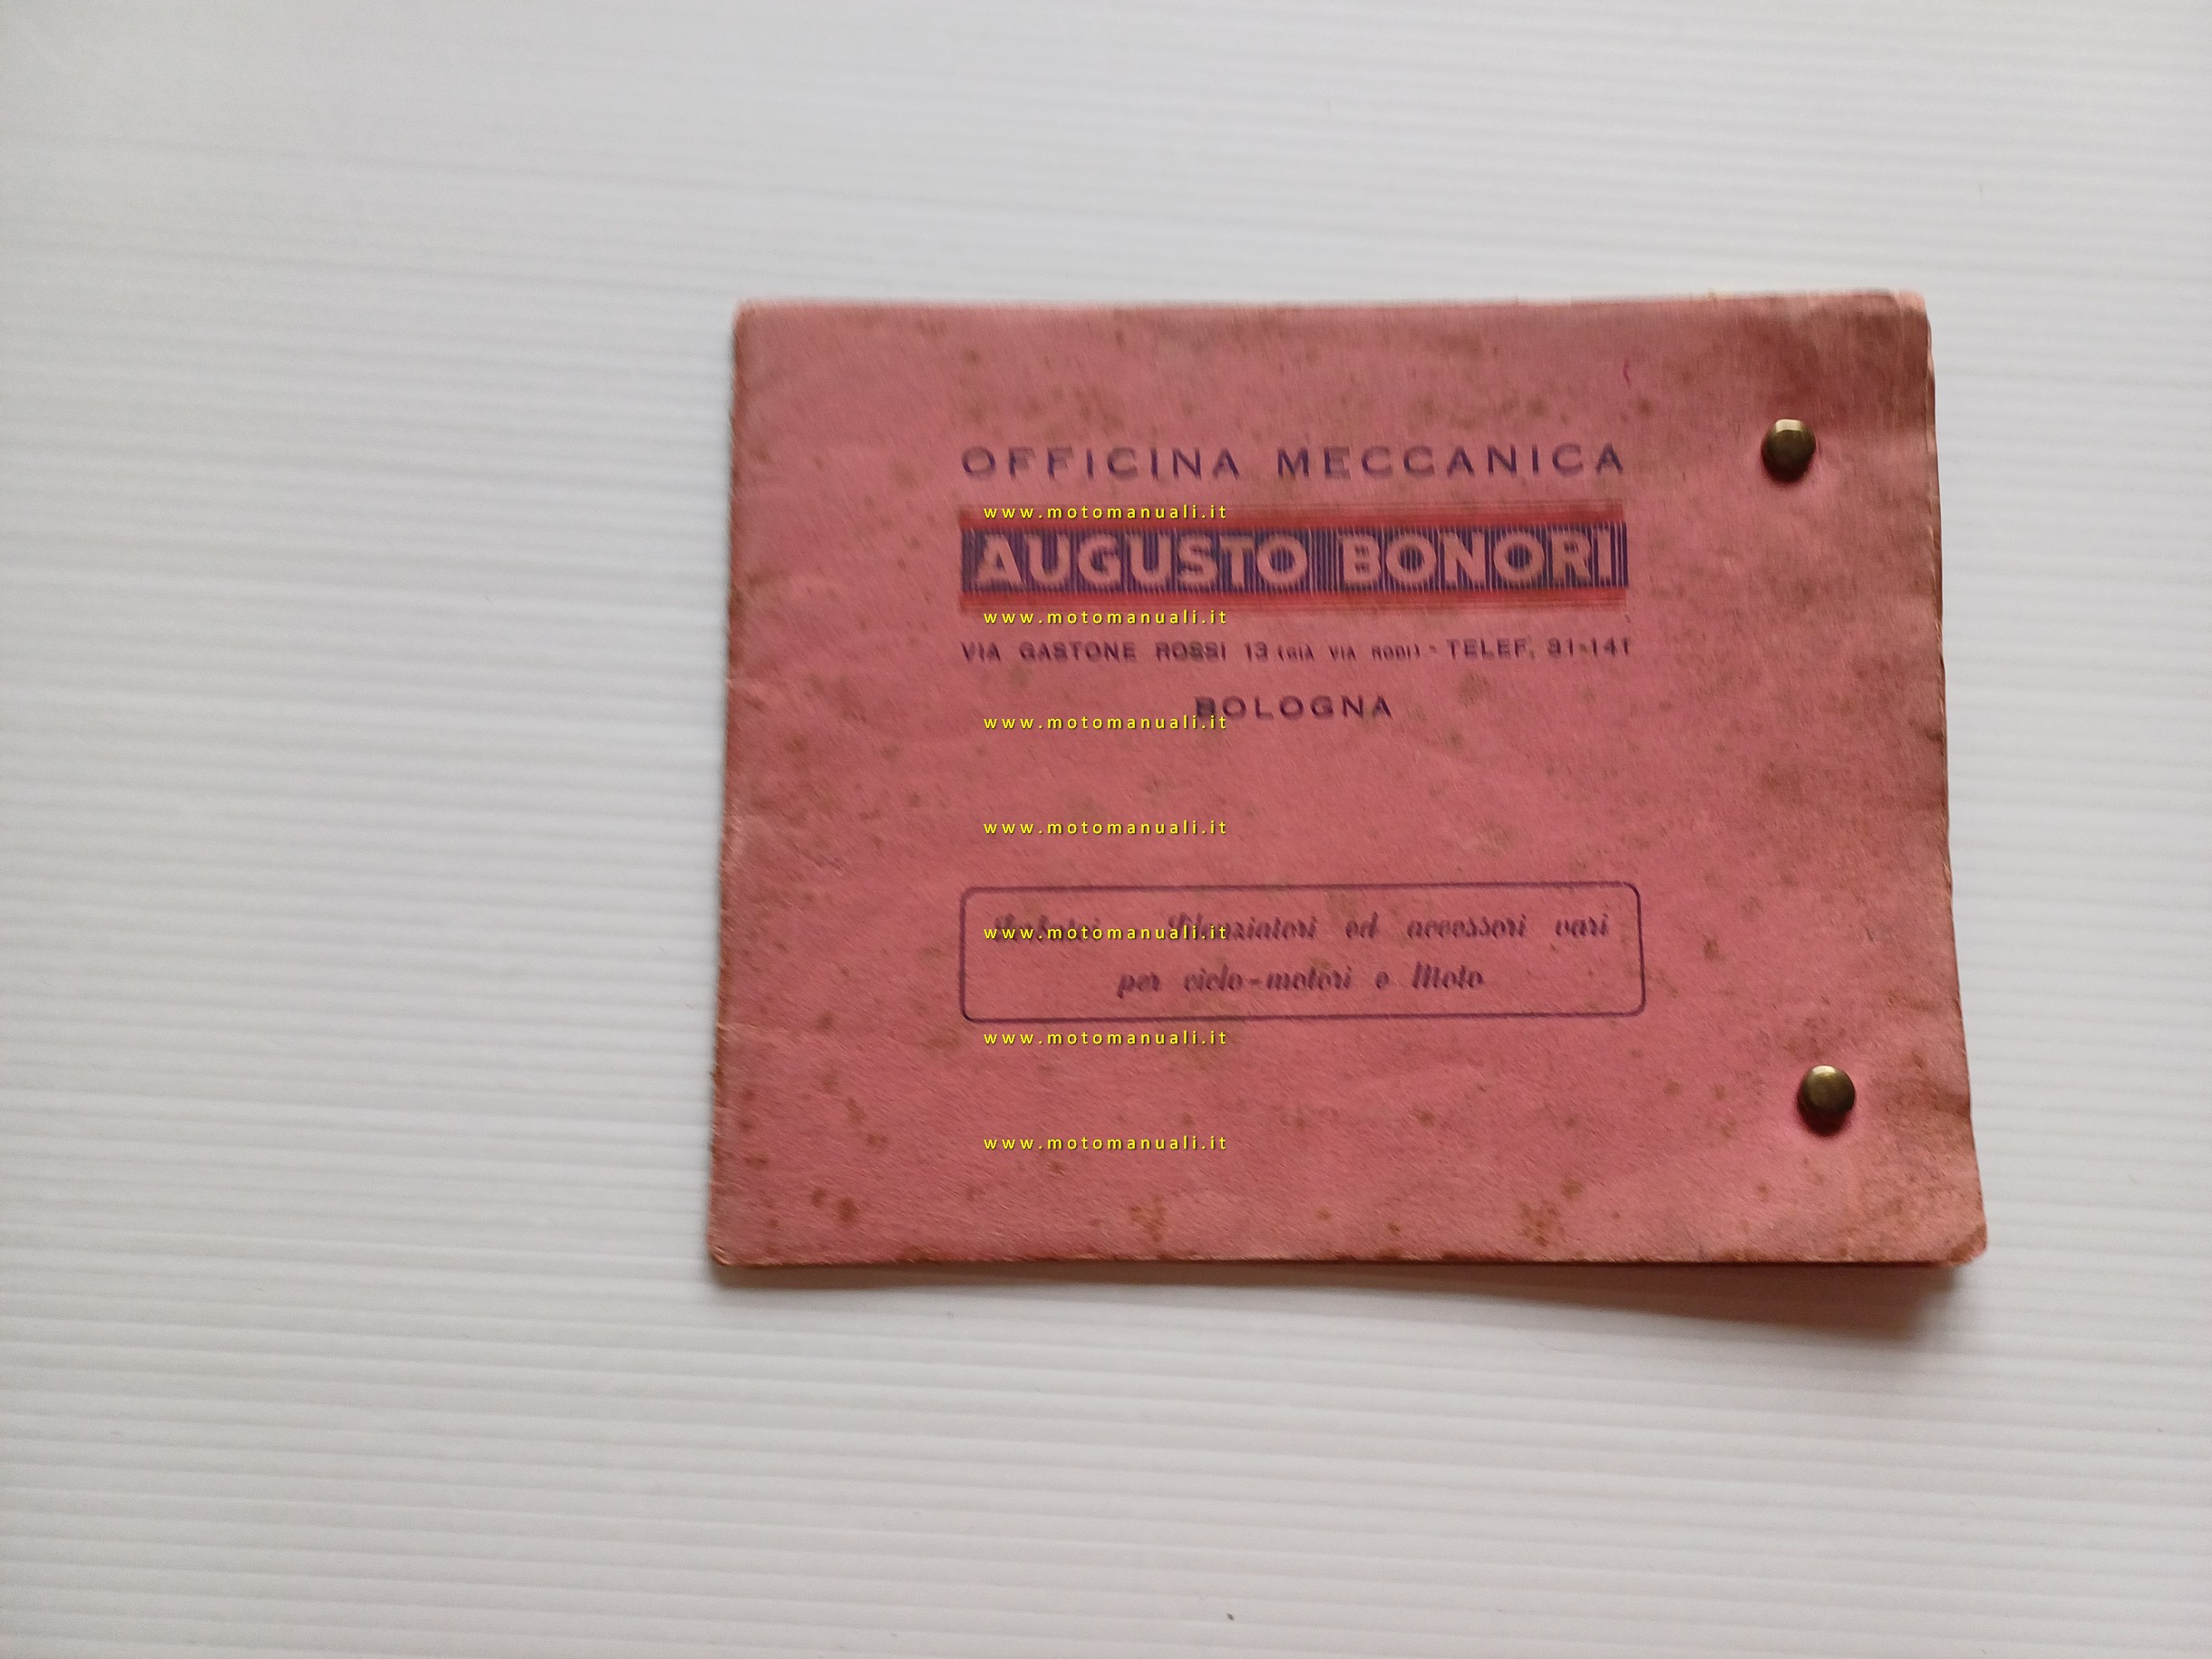 OFFICINA MECCANICA
www.motomanuali.it
AUGUSTO BONORI
www.motomanuali.it
VIA GASTONE ROSSI 13 (GIÀ VIA RODI) - TELEF. 31-141
BOLOGNA
www.motomanuali.it
www.motomanuali.it
Serbatoi - Silenziatori ed accessori vari
www.motomanuali.it
per ciclo-motori e Moto
www.motomanuali.it
www.motomanuali.it